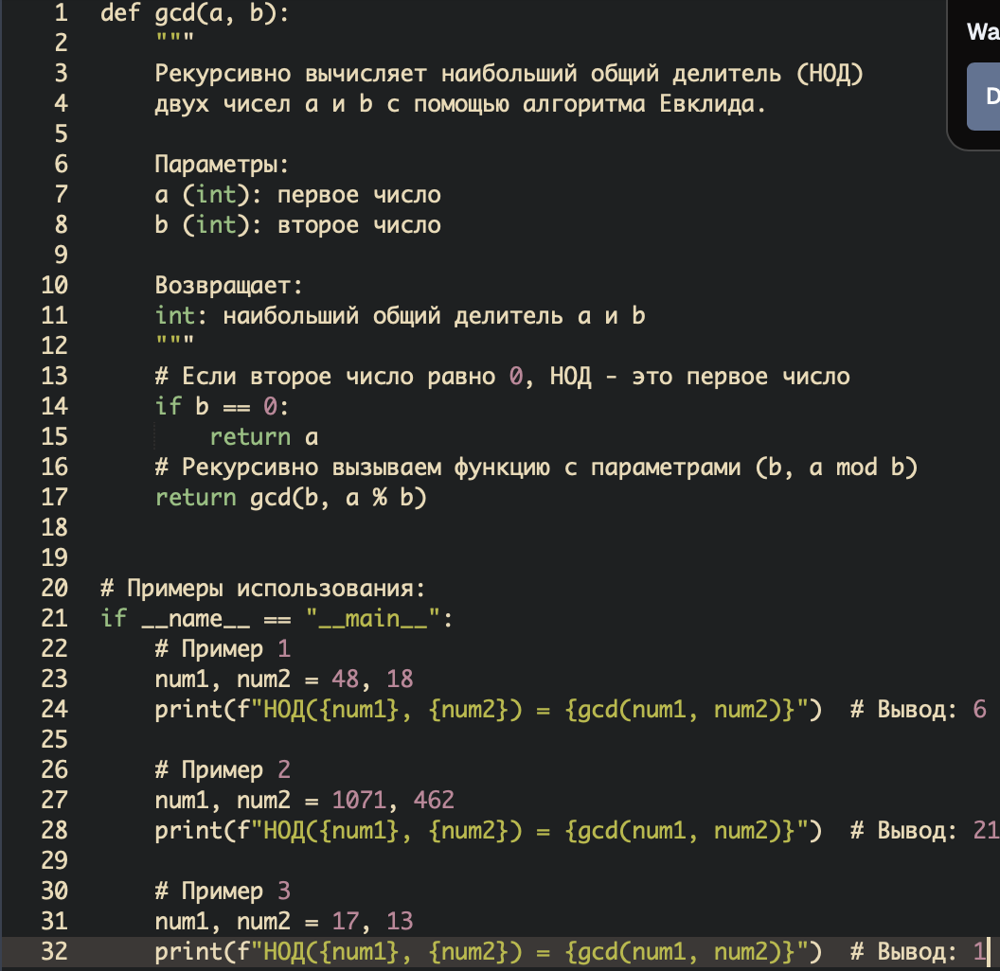 1 def gcd(a, b):
2     """
3     Рекурсивно вычисляет наибольший общий делитель (НОД)
4     двух чисел a и b с помощью алгоритма Евклида.
5
6     Параметры:
7     a (int): первое число
8     b (int): второе число
9
10     Возвращает:
11     int: наибольший общий делитель a и b
12     """
13     # Если второе число равно 0, НОД - это первое число
14     if b == 0:
15         return a
16     # Рекурсивно вызываем функцию с параметрами (b, a mod b)
17     return gcd(b, a % b)
18
19
20 # Примеры использования:
21 if __name__ == "__main__":
22     # Пример 1
23     num1, num2 = 48, 18
24     print(f"НОД({num1}, {num2}) = {gcd(num1, num2)}")  # Вывод: 6
25
26     # Пример 2
27     num1, num2 = 1071, 462
28     print(f"НОД({num1}, {num2}) = {gcd(num1, num2)}")  # Вывод: 21
29
30     # Пример 3
31     num1, num2 = 17, 13
32     print(f"НОД({num1}, {num2}) = {gcd(num1, num2)}")  # Вывод: 1